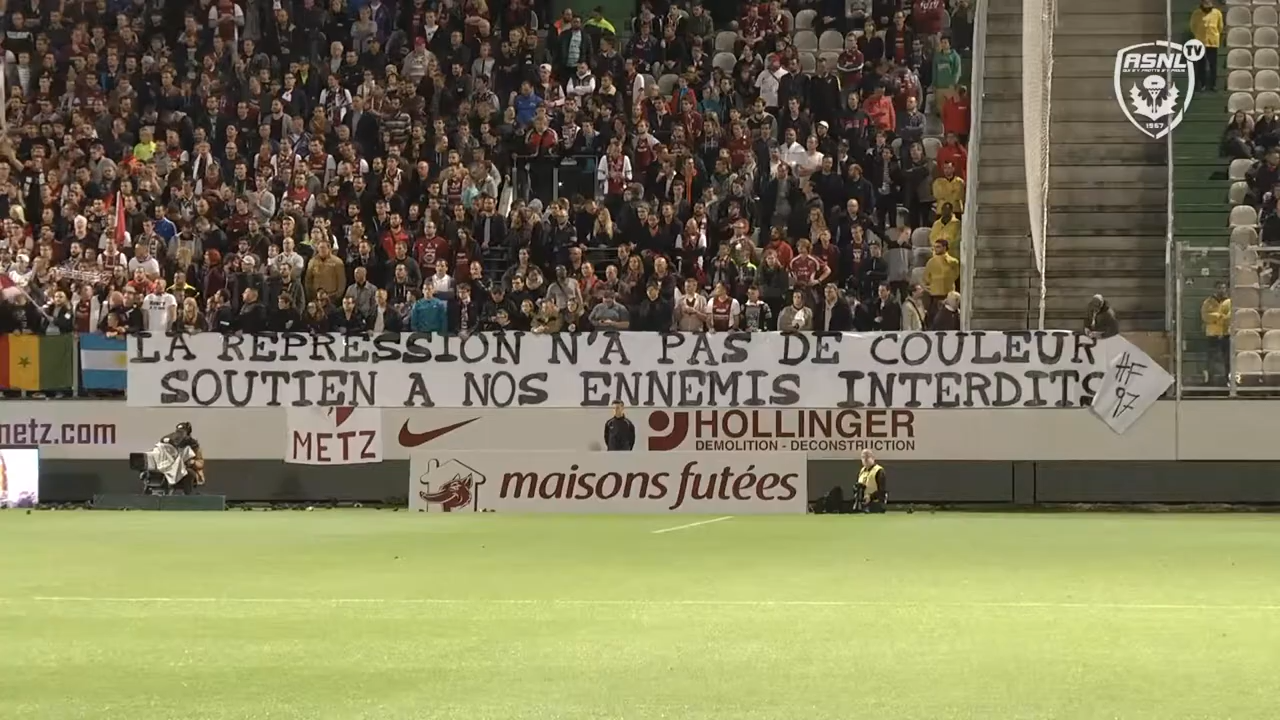 ASNL TV
1967
LA REPRESSION N'A PAS DE COULEUR
SOUTIEN A NOS ENNEMIS INTERDITS
HF
97
metz.com
METZ
HOLLINGER
DEMOLITION - DECONSTRUCTION
maisons futées